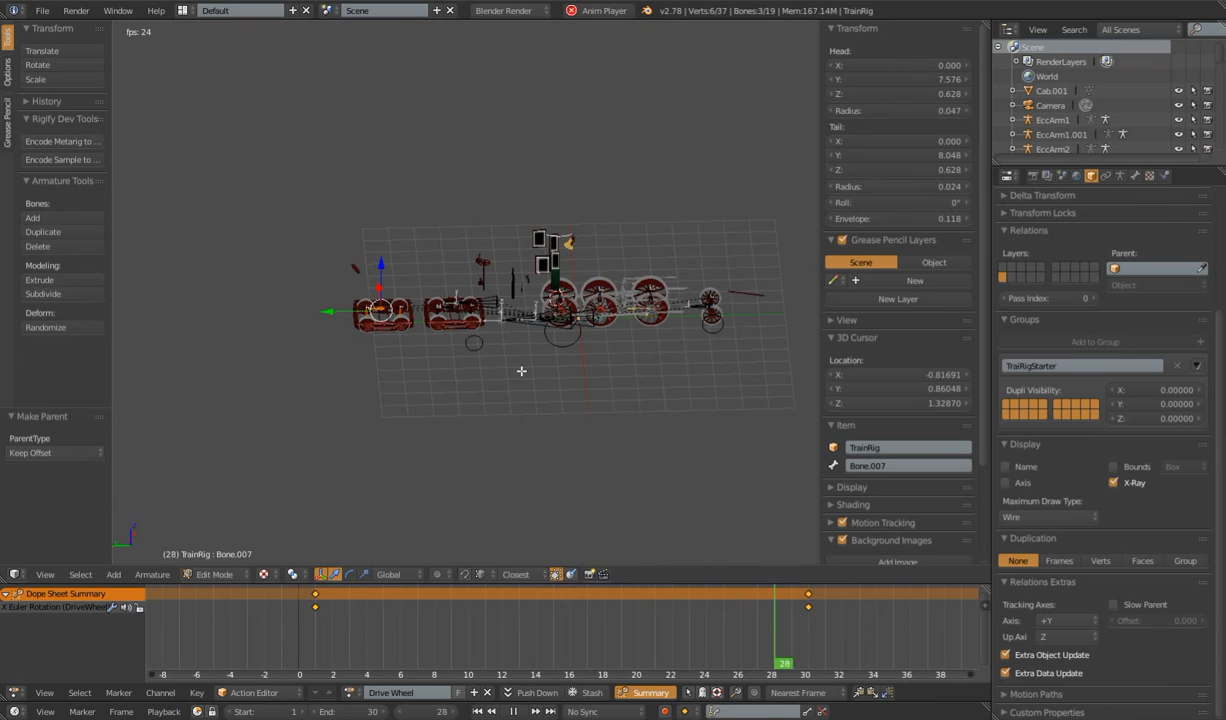 File Render Window Help Default Scene Blender Render Anim Player v2.78 | Verts:6/37 | Bones:3/19 | Mem:167.14M | TrainRig
Tools
Options
Grease Pencil
Transform
Translate
Rotate
Scale
History
Rigify Dev Tools
Encode Metarig to ...
Encode Sample to ...
Armature Tools
Bones:
Add
Duplicate
Delete
Modeling:
Extrude
Subdivide
Deform:
Randomize
Make Parent
ParentType
Keep Offset
fps: 24
(28) TrainRig : Bone.007
Transform
Head:
X: 0.000
Y: 7.576
Z: 0.628
Radius: 0.047
Tail:
X: 0.000
Y: 8.048
Z: 0.628
Radius: 0.024
Roll: 0°
Envelope: 0.118
Grease Pencil Layers
Scene Object
New
New Layer
View
3D Cursor
Location:
X: -0.81691
Y: 0.86048
Z: 1.32870
Item
TrainRig
Bone.007
Display
Shading
Motion Tracking
Background Images
Add Image
View Search All Scenes
Scene
RenderLayers
World
Cab.001
Camera
EccArm1
EccArm1.001
EccArm2
Delta Transform
Transform Locks
Relations
Layers: Parent:
Object
Pass Index: 0
Groups
Add to Group
TraiRigStarter
Dupli Visibility: X: 0.00000
Y: 0.00000
Z: 0.00000
Display
Name Bounds Box
Axis X-Ray
Maximum Draw Type:
Wire
Duplication
None Frames Verts Faces Group
Relations Extras
Tracking Axes: Slow Parent
Axis: +Y Offset: 0.000
Up Axi Z
Extra Object Update
Extra Data Update
Motion Paths
Custom Properties
View Select Add Armature Edit Mode Global Closest
Dope Sheet Summary
X Euler Rotation (DriveWheel
-8 -6 -4 -2 0 2 4 6 8 10 12 14 16 18 20 22 24 26 28 30 32 34 36 38
View Select Marker Channel Key Action Editor Drive Wheel F Push Down Stash Summary Nearest Frame
View Marker Frame Playback Start: 1 End: 30 28 No Sync